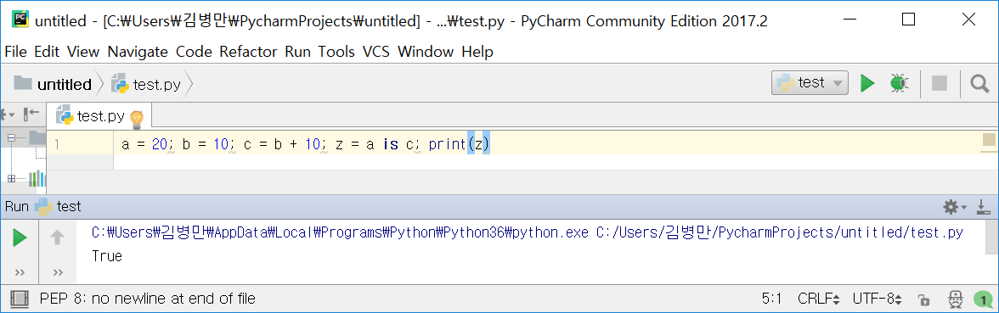 untitled - [C:₩Users₩김병만₩PycharmProjects₩untitled] - ...₩test.py - PyCharm Community Edition 2017.2
File Edit View Navigate Code Refactor Run Tools VCS Window Help
untitled test.py test
test.py
1 a = 20; b = 10; c = b + 10; z = a is c; print(z)
Run test
C:₩Users₩김병만₩AppData₩Local₩Programs₩Python₩Python36₩python.exe C:/Users/김병만/PycharmProjects/untitled/test.py
True
PEP 8: no newline at end of file 5:1 CRLF UTF-8 1